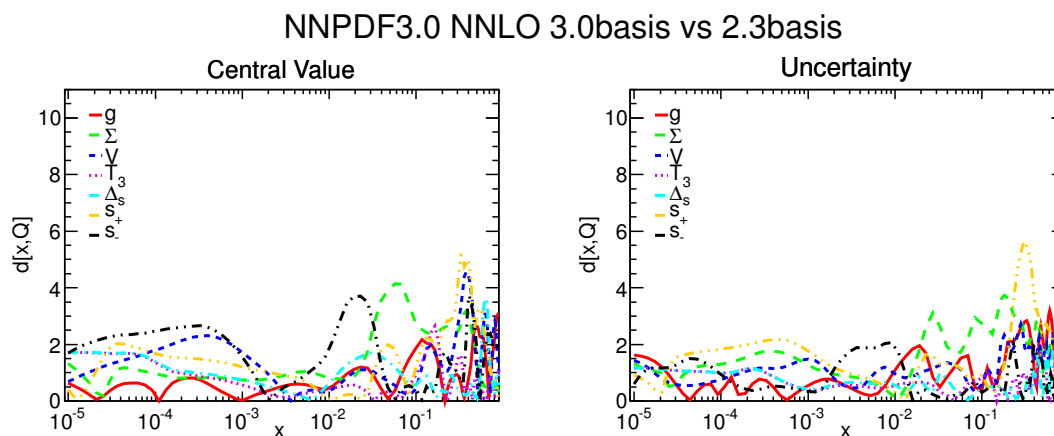 NNPDF3.0 NNLO 3.0basis vs 2.3basis
Central Value
d[x,Q]
10
8
6
4
2
0
g
Σ
V
T₃
Δₛ
s₊
s₋
10⁻⁵ 10⁻⁴ 10⁻³ 10⁻² 10⁻¹
x
Uncertainty
d[x,Q]
10
8
6
4
2
0
g
Σ
V
T₃
Δₛ
s₊
s₋
10⁻⁵ 10⁻⁴ 10⁻³ 10⁻² 10⁻¹
x